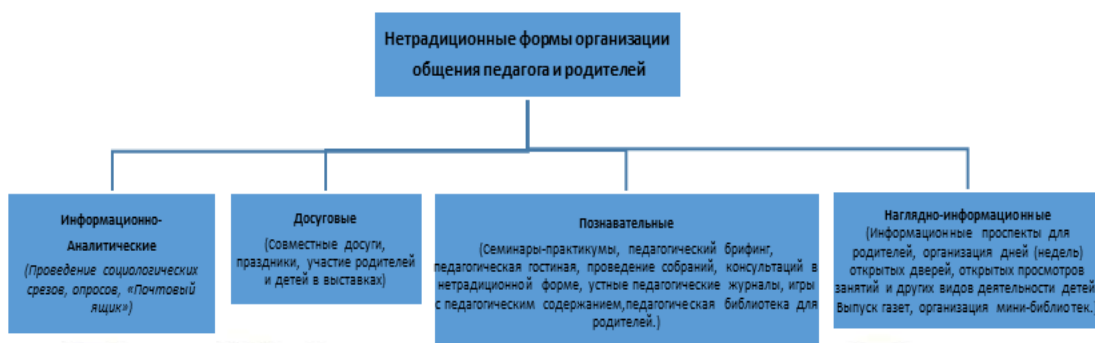 Нетрадиционные формы организации
общения педагога и родителей
Информационно-
Аналитические
(Проведение социологических
срезов, опросов, «Почтовый
ящик»)
Досуговые
(Совместные досуги,
праздники, участие родителей
и детей в выставках)
Познавательные
(Семинары-практикумы, педагогический брифинг,
педагогическая гостиная, проведение собраний, консультаций в
нетрадиционной форме, устные педагогические журналы, игры
с педагогическим содержанием,педагогическая библиотека для
родителей.)
Наглядно-информационные
(Информационные проспекты для
родителей, организация дней (недель)
открытых дверей, открытых просмотров
занятий и других видов деятельности детей.
Выпуск газет, организация мини-библиотек.)